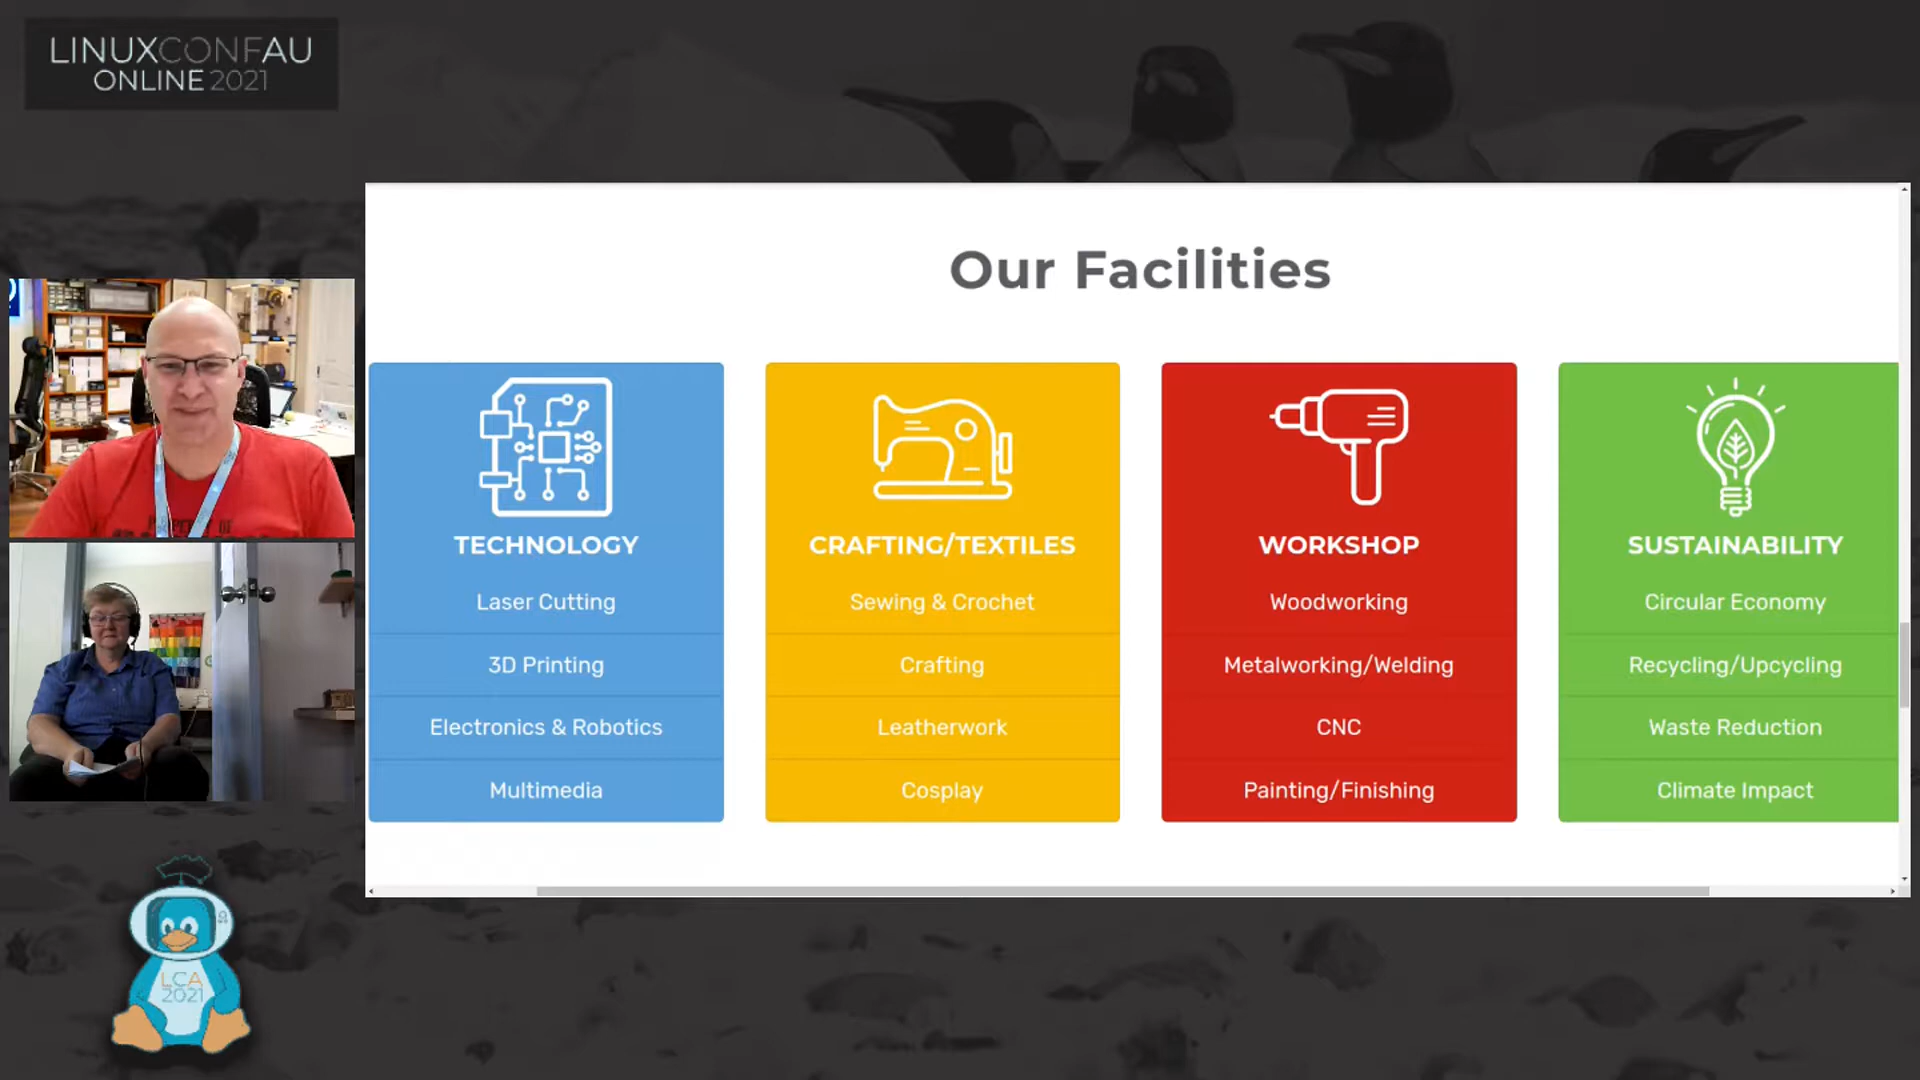 LINUXCONFAU
ONLINE 2021
Our Facilities
TECHNOLOGY
Laser Cutting
3D Printing
Electronics & Robotics
Multimedia
CRAFTING/TEXTILES
Sewing & Crochet
Crafting
Leatherwork
Cosplay
WORKSHOP
Woodworking
Metalworking/Welding
CNC
Painting/Finishing
SUSTAINABILITY
Circular Economy
Recycling/Upcycling
Waste Reduction
Climate Impact
PROPERTY OF
LCA
2021